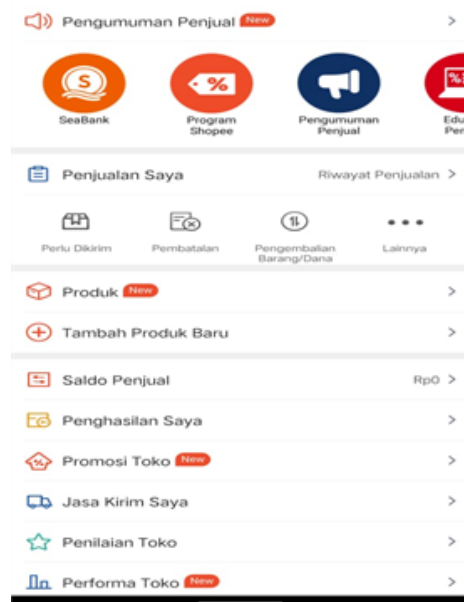 Pengumuman Penjual New
SeaBank
Program
Shopee
Pengumuman
Penjual
Penjualan Saya
Riwayat Penjualan
Perlu Dikirim
Pembatalan
Pengembalian
Barang/Dana
Lainnya
Produk New
Tambah Produk Baru
Saldo Penjual
Rp0
Penghasilan Saya
Promosi Toko New
Jasa Kirim Saya
Penilaian Toko
Performa Toko New